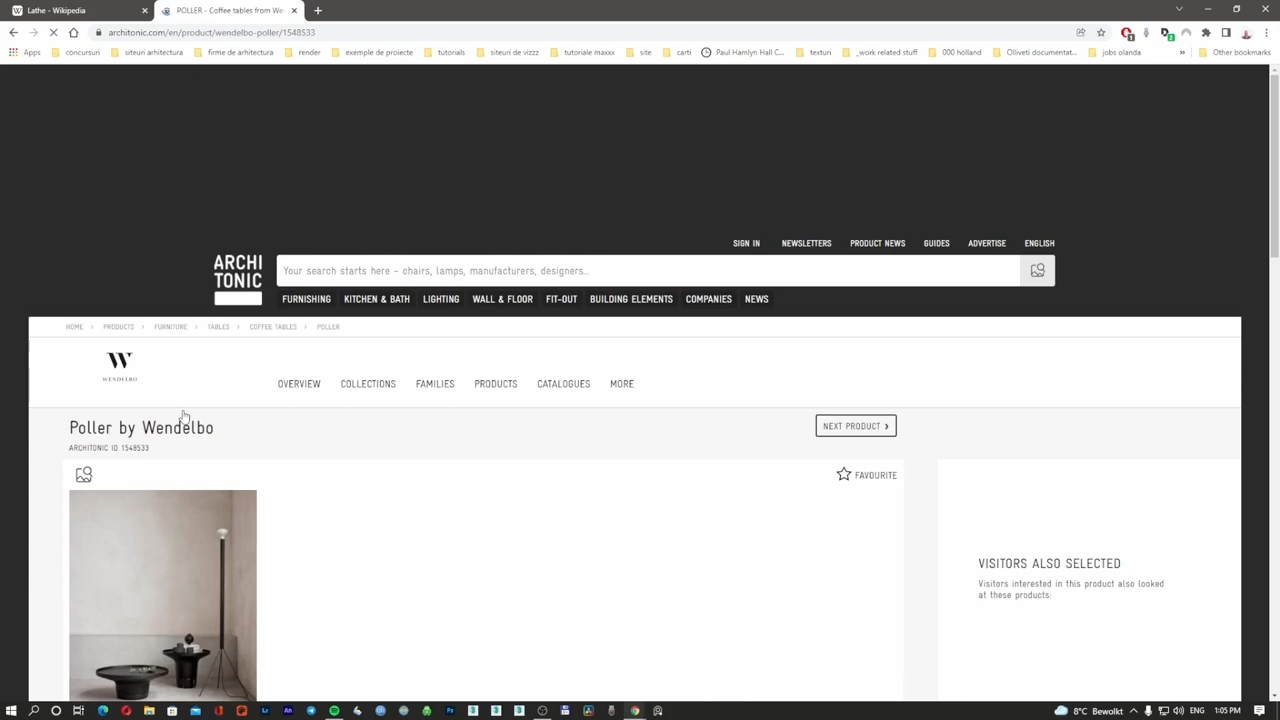 Lathe - Wikipedia
POLLER - Coffee tables from We
architonic.com/en/product/wendelbo-poller/1548533
Apps concursuri siteuri arhitectura firme de arhitectura render exemple de proiecte tutorials siteuri de vizzz tutoriale maxxx site carti Paul Hamlyn Hall C... texturi _work related stuff 000 holland Olliveti documentat... jobs olanda » Other bookmarks
SIGN IN NEWSLETTERS PRODUCT NEWS GUIDES ADVERTISE ENGLISH
ARCHI
TONIC
Your search starts here – chairs, lamps, manufacturers, designers...
FURNISHING KITCHEN & BATH LIGHTING WALL & FLOOR FIT-OUT BUILDING ELEMENTS COMPANIES NEWS
HOME › PRODUCTS › FURNITURE › TABLES › COFFEE TABLES › POLLER
W
WENDELBO
OVERVIEW COLLECTIONS FAMILIES PRODUCTS CATALOGUES MORE
Poller by Wendelbo
NEXT PRODUCT ›
ARCHITONIC ID 1548533
FAVOURITE
VISITORS ALSO SELECTED
Visitors interested in this product also looked
at these products:
8°C Bewolkt ENG 1:05 PM